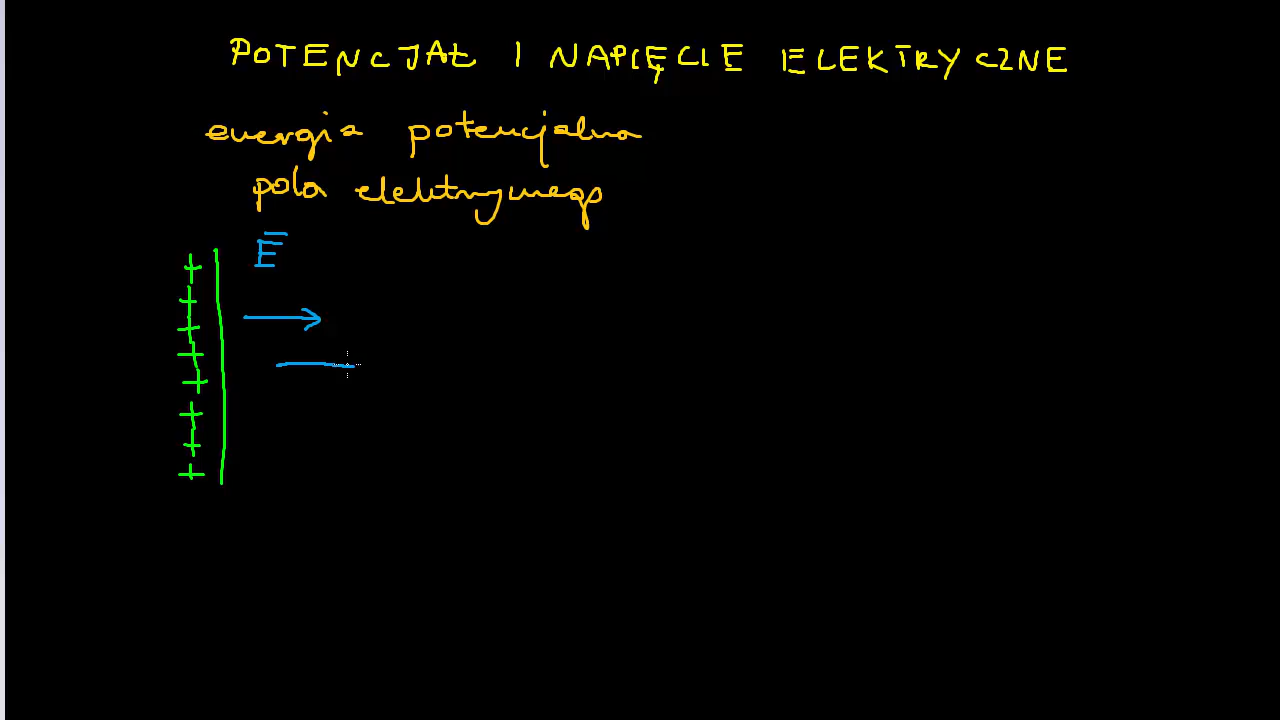 POTENCJAŁ I NAPIĘCIE ELEKTRYCZNE
energia potencjalna
pola elektrycznego
E
+
+
+
+
+
+
+
+